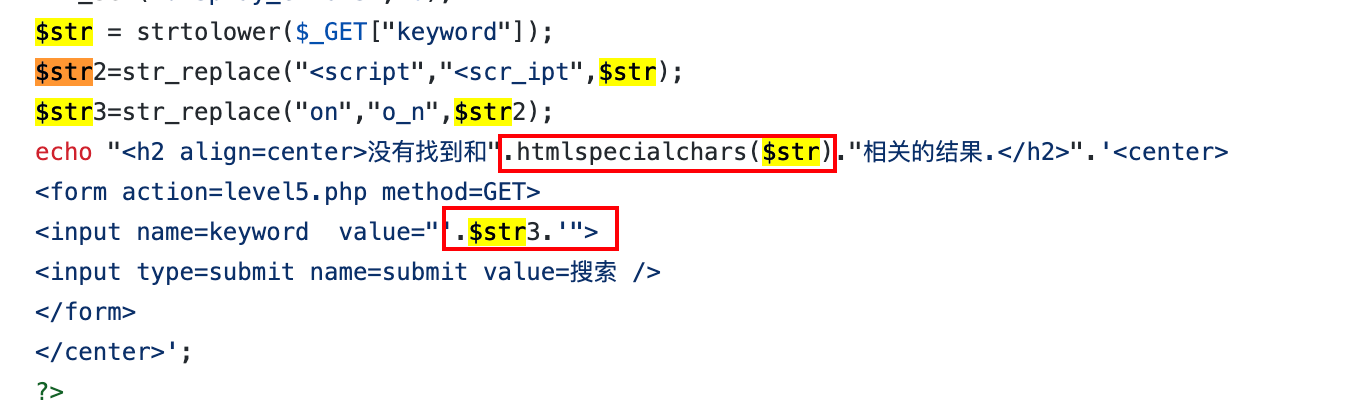 $str = strtolower($_GET["keyword"]);
$str2=str_replace("<script","<scr_ipt",$str);
$str3=str_replace("on","o_n",$str2);
echo "<h2 align=center>没有找到和".htmlspecialchars($str)."相关的结果.</h2>".'<center>
<form action=level5.php method=GET>
<input name=keyword  value="'.$str3.'">
<input type=submit name=submit value=搜索 />
</form>
</center>';
?>